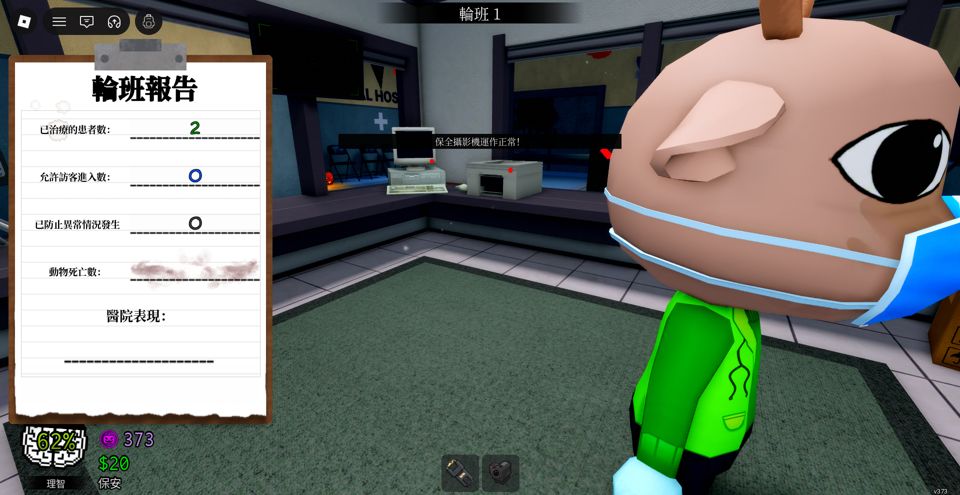 輪班 1
輪班報告
已治療的患者數: 2
允許訪客進入數: 0
已防止異常情況發生 0
動物死亡數:
醫院表現:
AL HOS
保全攝影機運作正常!
62%
理智
373
$20
保安
v373